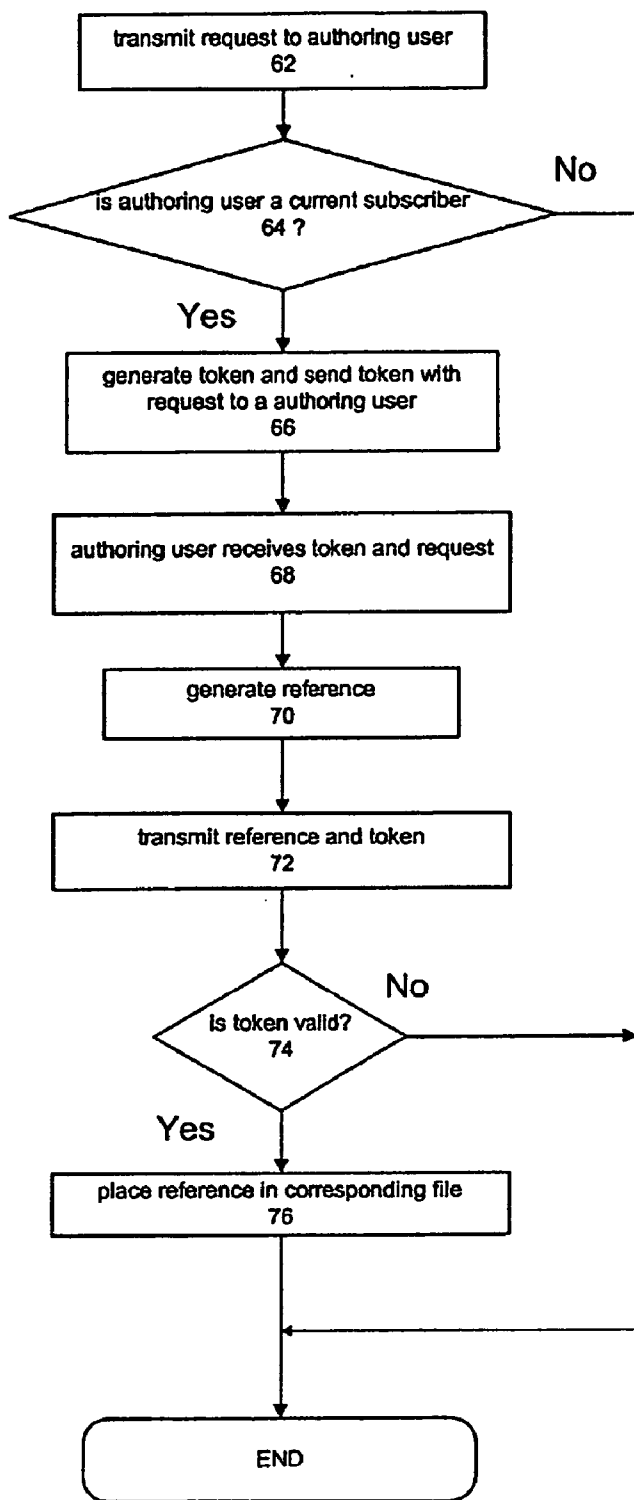 transmit request to authoring user
62
No
is authoring user a current subscriber
64 ?
Yes
generate token and send token with
request to a authoring user
66
authoring user receives token and request
68
generate reference
70
transmit reference and token
72
No
is token valid?
74
Yes
place reference in corresponding file
76
END